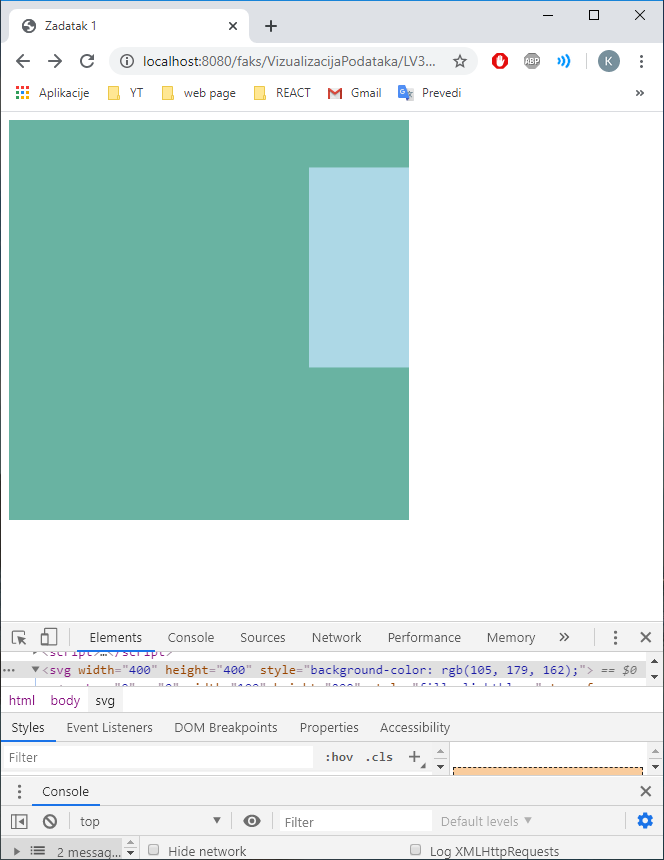 Zadatak 1
localhost:8080/faks/VizualizacijaPodataka/LV3...
ABP
K
Aplikacije YT web page REACT Gmail Prevedi »
Elements Console Sources Network Performance Memory »
<script>…</script>
<svg width="400" height="400" style="background-color: rgb(105, 179, 162);"> == $0
html body svg
Styles Event Listeners DOM Breakpoints Properties Accessibility
Filter :hov .cls +
Console
top Filter Default levels
2 messag... Hide network Log XMLHttpRequests